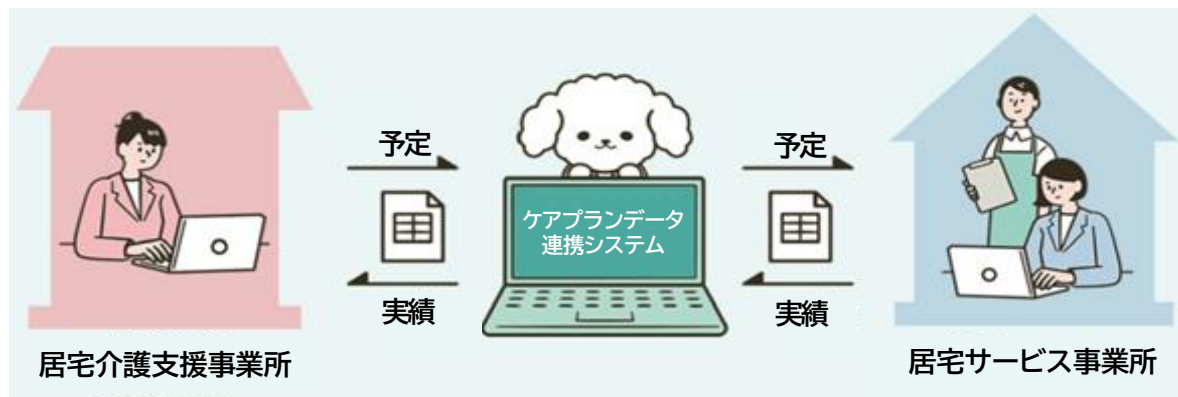 予定
予定
ケアプランデータ
連携システム
実績
実績
居宅介護支援事業所
居宅サービス事業所